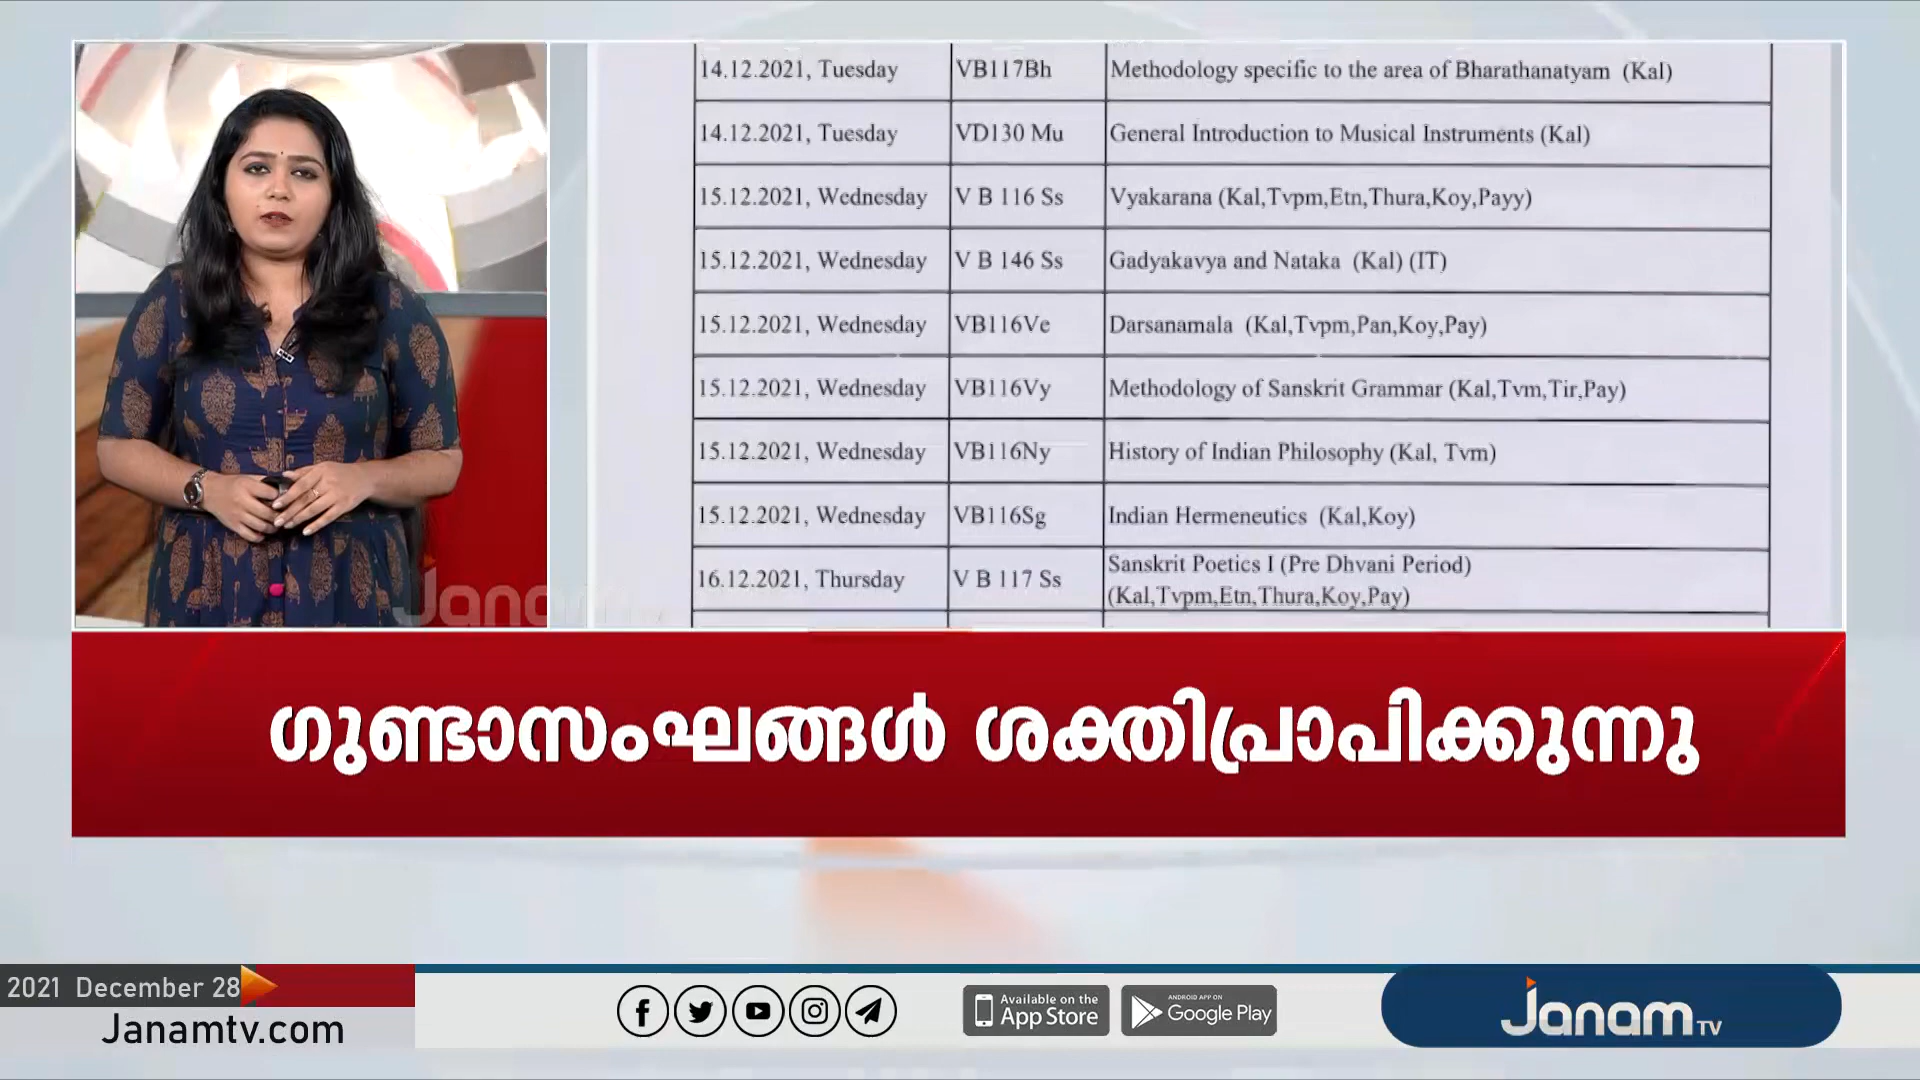 14.12.2021, Tuesday VB117Bh Methodology specific to the area of Bharathanatyam (Kal)
14.12.2021, Tuesday VD130 Mu General Introduction to Musical Instruments (Kal)
15.12.2021, Wednesday V B 116 Ss Vyakarana (Kal,Tvpm,Etn,Thura,Koy,Payy)
15.12.2021, Wednesday V B 146 Ss Gadyakavya and Nataka (Kal) (IT)
15.12.2021, Wednesday VB116Ve Darsanamala (Kal,Tvpm,Pan,Koy,Pay)
15.12.2021, Wednesday VB116Vy Methodology of Sanskrit Grammar (Kal,Tvm,Tir,Pay)
15.12.2021, Wednesday VB116Ny History of Indian Philosophy (Kal, Tvm)
15.12.2021, Wednesday VB116Sg Indian Hermeneutics (Kal,Koy)
16.12.2021, Thursday V B 117 Ss Sanskrit Poetics I (Pre Dhvani Period)
(Kal,Tvpm,Etn,Thura,Koy,Pay)
Janam TV
ഗുണ്ടാസംഘങ്ങൾ ശക്തിപ്രാപിക്കുന്നു
2021 December 28
Janamtv.com
Available on the
App Store
ANDROID APP ON
Google Play
Janam TV